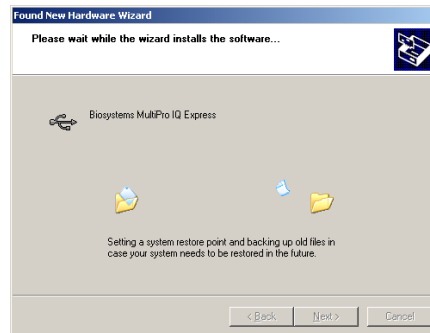 Found New Hardware Wizard
Please wait while the wizard installs the software...
Biosystems MultiPro IQ Express
Setting a system restore point and backing up old files in
case your system needs to be restored in the future.
< Back Next > Cancel